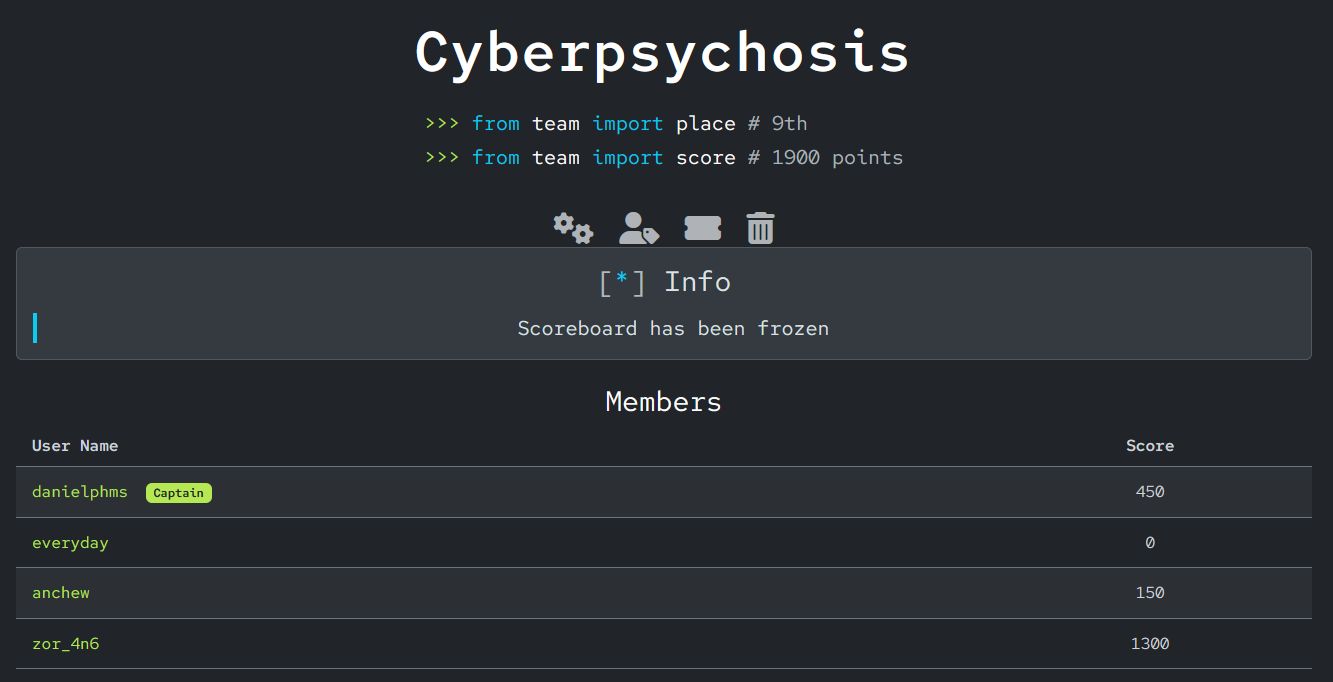 Cyberpsychosis
>>> from team import place # 9th
>>> from team import score # 1900 points
[*] Info
Scoreboard has been frozen
Members
User Name Score
danielphms Captain 450
everyday 0
anchew 150
zor_4n6 1300